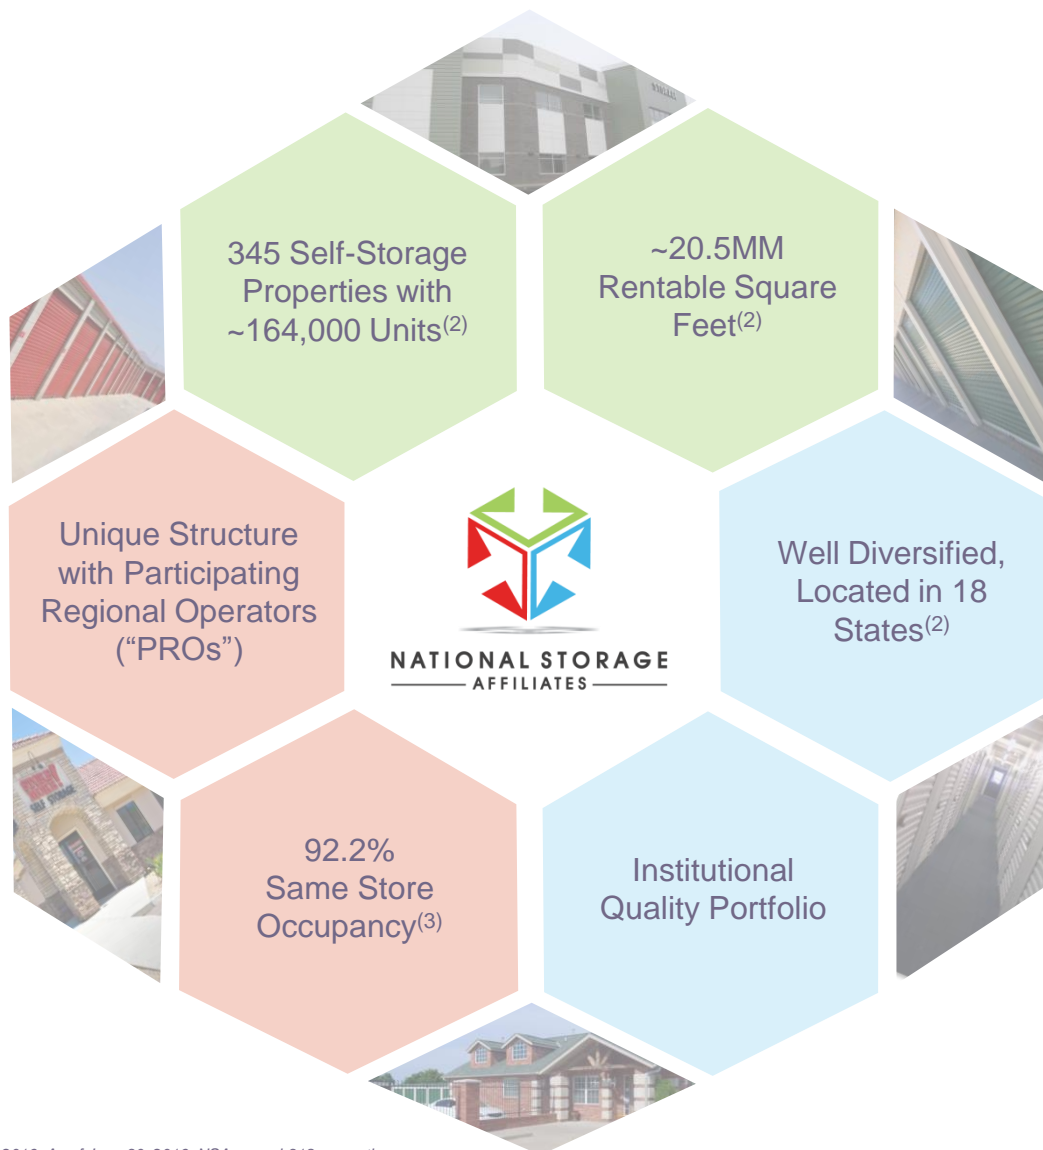 345 Self-Storage
Properties with
~164,000 Units(2)
~20.5MM
Rentable Square
Feet(2)
Unique Structure
with Participating
Regional Operators
(“PROs”)
NATIONAL STORAGE
AFFILIATES
Well Diversified,
Located in 18
States(2)
92.2%
Same Store
Occupancy(3)
Institutional
Quality Portfolio
SELF STORAGE